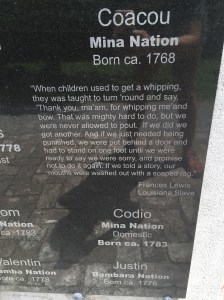 Coacou
Mina Nation
Born ca. 1768
"When children used to get a whipping,
they was taught to turn 'round and say,
'Thank you, ma'am, for whipping me and
bow. That was mighty hard to do, but we
were never allowed to pout. If we did we
got another. And if we just needed being
punished, we were put behind a door and
had to stand on one foot until we were
ready to say we were sorry, and promise
not to do it again. If we told a story, our
mouths were washed out with a soaped rag."
Frances Lewis
Louisiana Slave
Codio
Mina Nation
Domestic
Born ca. 1783
1783
Valentin
Nation
1778
Justin
Bambara Nation
Born ca. 1776